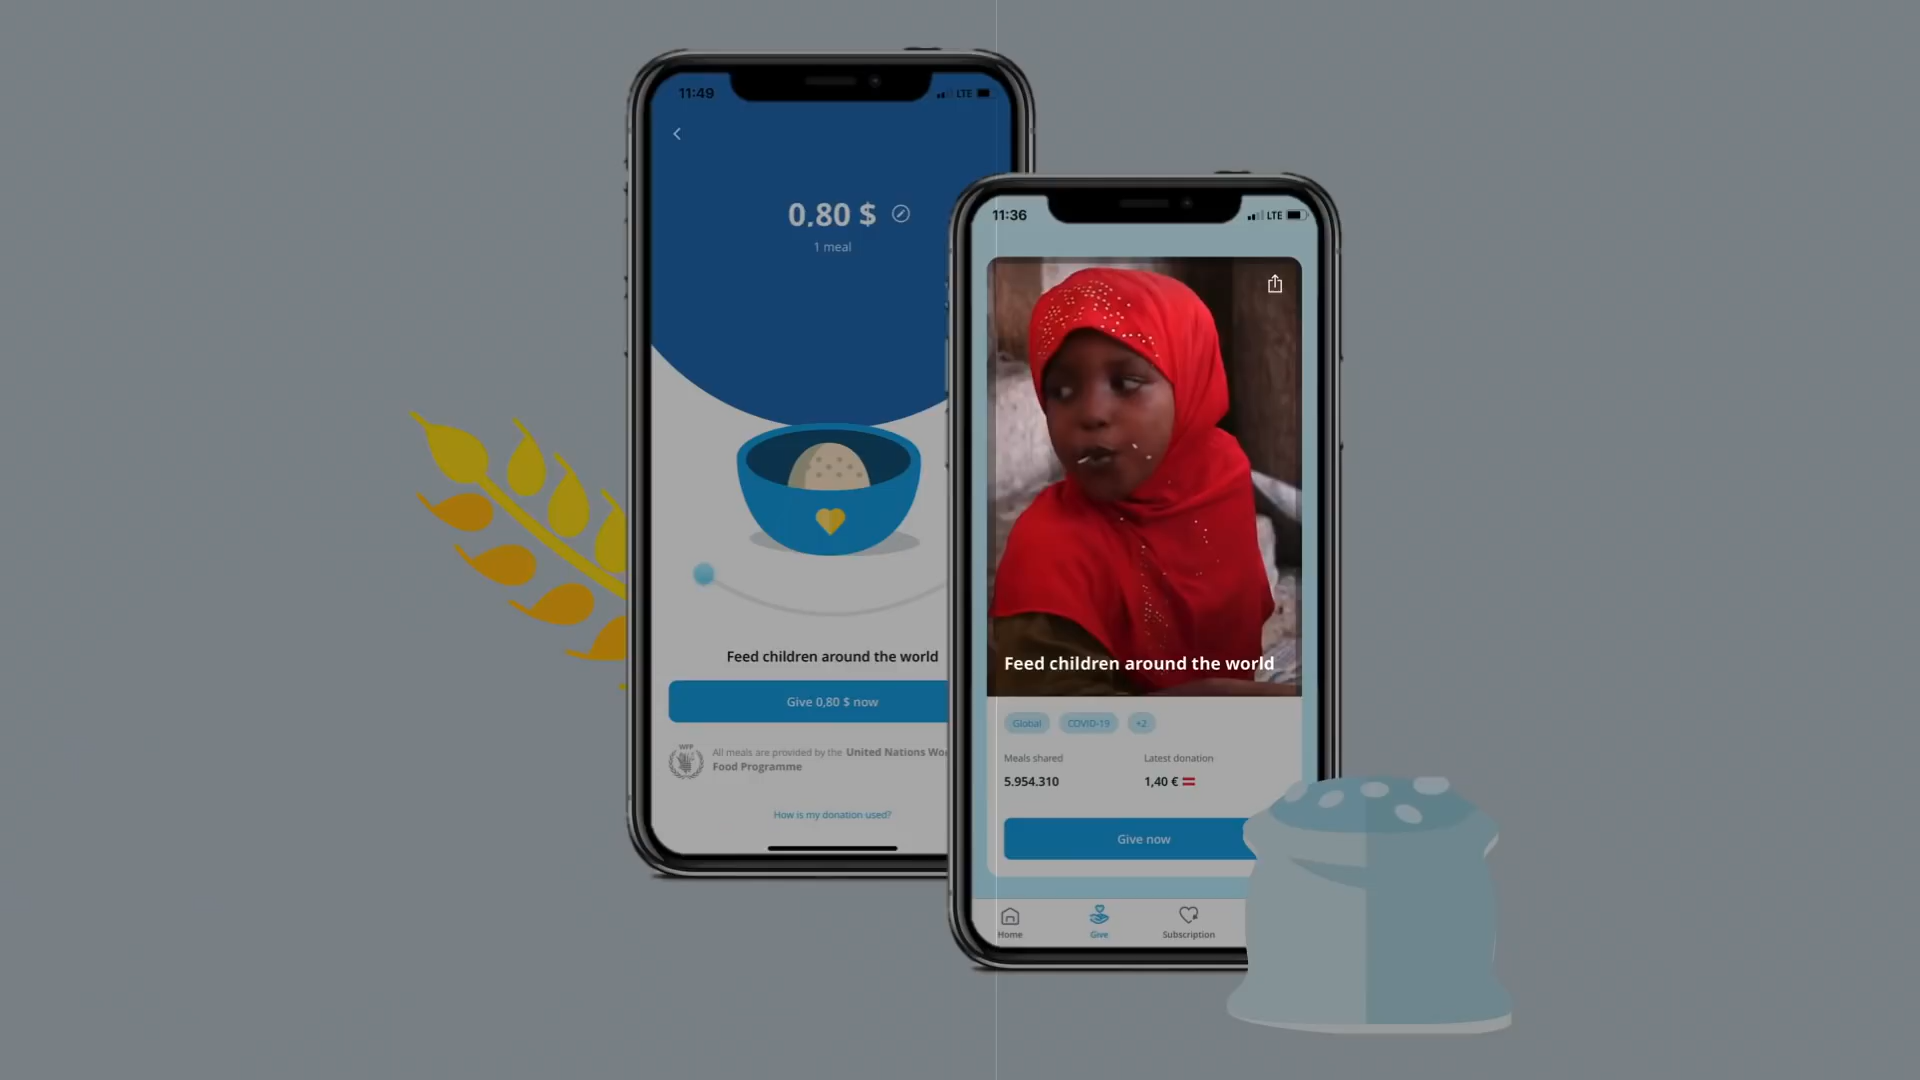 11:49
LTE
0,80 $
1 meal
Feed children around the world
Give 0,80 $ now
WFP
All meals are provided by the United Nations
Food Programme
How is my donation used?
11:36
LTE
Feed children around the world
Global
COVID-19
+2
Meals shared
Latest donation
5.954.310
1,40 €
Give now
Home
Give
Subscription